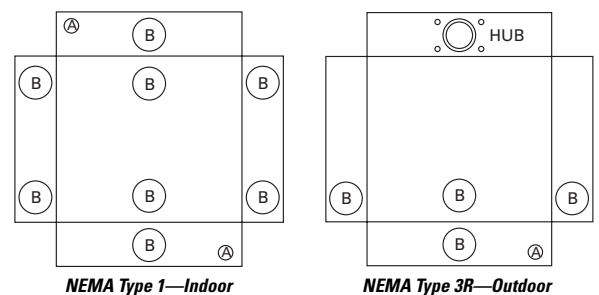 A B
B B B
B B B
B A
NEMA Type 1—Indoor
HUB
B B B
B A
NEMA Type 3R—Outdoor